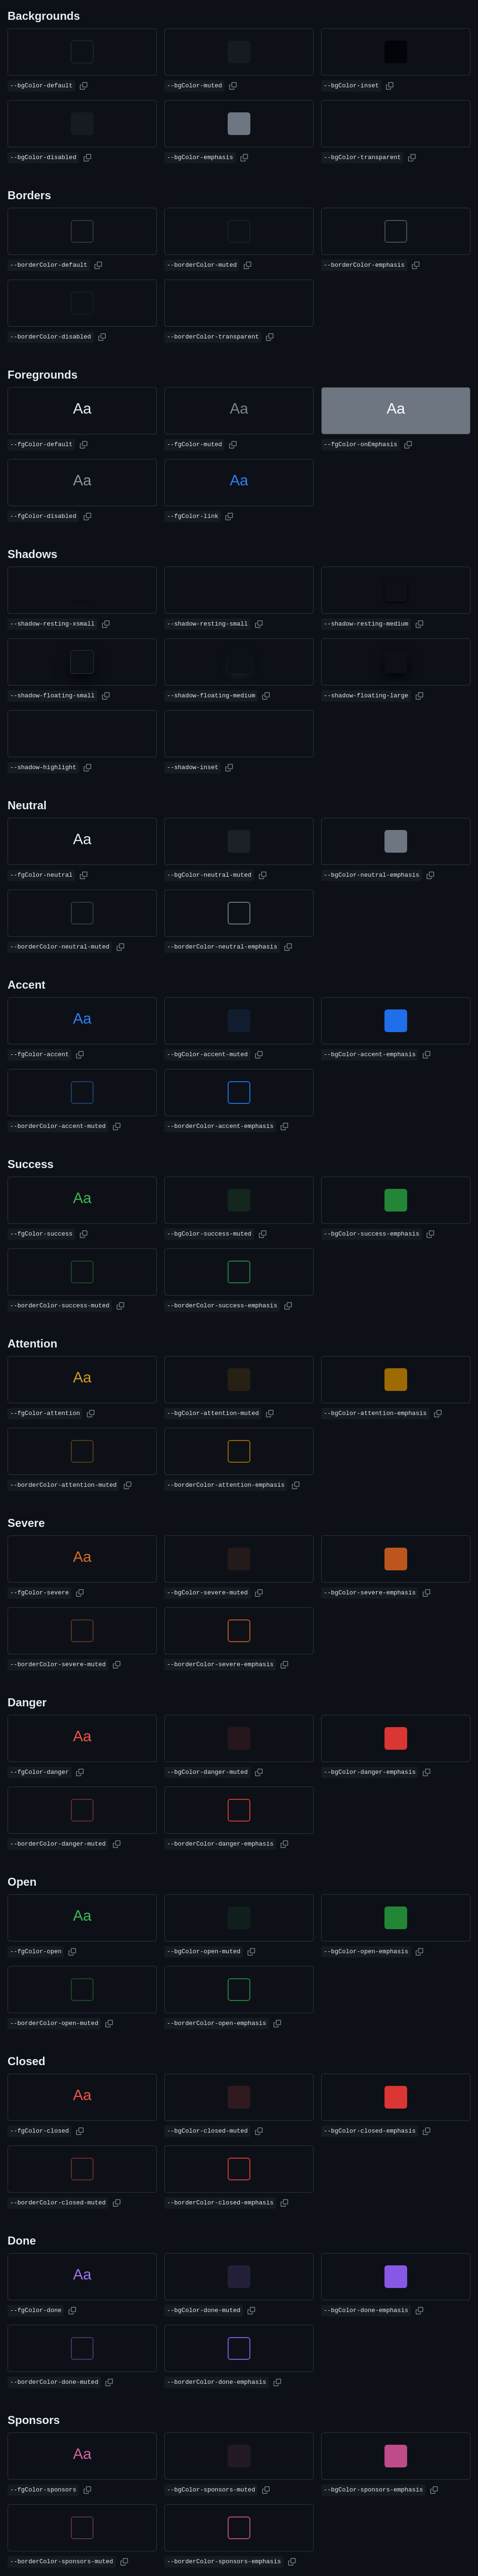 Backgrounds
--bgColor-default --bgColor-muted --bgColor-inset
--bgColor-disabled --bgColor-emphasis --bgColor-transparent
Borders
--borderColor-default --borderColor-muted --borderColor-emphasis
--borderColor-disabled --borderColor-transparent
Foregrounds
Aa Aa Aa
--fgColor-default --fgColor-muted --fgColor-onEmphasis
Aa Aa
--fgColor-disabled --fgColor-link
Shadows
--shadow-resting-xsmall --shadow-resting-small --shadow-resting-medium
--shadow-floating-small --shadow-floating-medium --shadow-floating-large
--shadow-highlight --shadow-inset
Neutral
Aa
--fgColor-neutral --bgColor-neutral-muted --bgColor-neutral-emphasis
--borderColor-neutral-muted --borderColor-neutral-emphasis
Accent
Aa
--fgColor-accent --bgColor-accent-muted --bgColor-accent-emphasis
--borderColor-accent-muted --borderColor-accent-emphasis
Success
Aa
--fgColor-success --bgColor-success-muted --bgColor-success-emphasis
--borderColor-success-muted --borderColor-success-emphasis
Attention
Aa
--fgColor-attention --bgColor-attention-muted --bgColor-attention-emphasis
--borderColor-attention-muted --borderColor-attention-emphasis
Severe
Aa
--fgColor-severe --bgColor-severe-muted --bgColor-severe-emphasis
--borderColor-severe-muted --borderColor-severe-emphasis
Danger
Aa
--fgColor-danger --bgColor-danger-muted --bgColor-danger-emphasis
--borderColor-danger-muted --borderColor-danger-emphasis
Open
Aa
--fgColor-open --bgColor-open-muted --bgColor-open-emphasis
--borderColor-open-muted --borderColor-open-emphasis
Closed
Aa
--fgColor-closed --bgColor-closed-muted --bgColor-closed-emphasis
--borderColor-closed-muted --borderColor-closed-emphasis
Done
Aa
--fgColor-done --bgColor-done-muted --bgColor-done-emphasis
--borderColor-done-muted --borderColor-done-emphasis
Sponsors
Aa
--fgColor-sponsors --bgColor-sponsors-muted --bgColor-sponsors-emphasis
--borderColor-sponsors-muted --borderColor-sponsors-emphasis